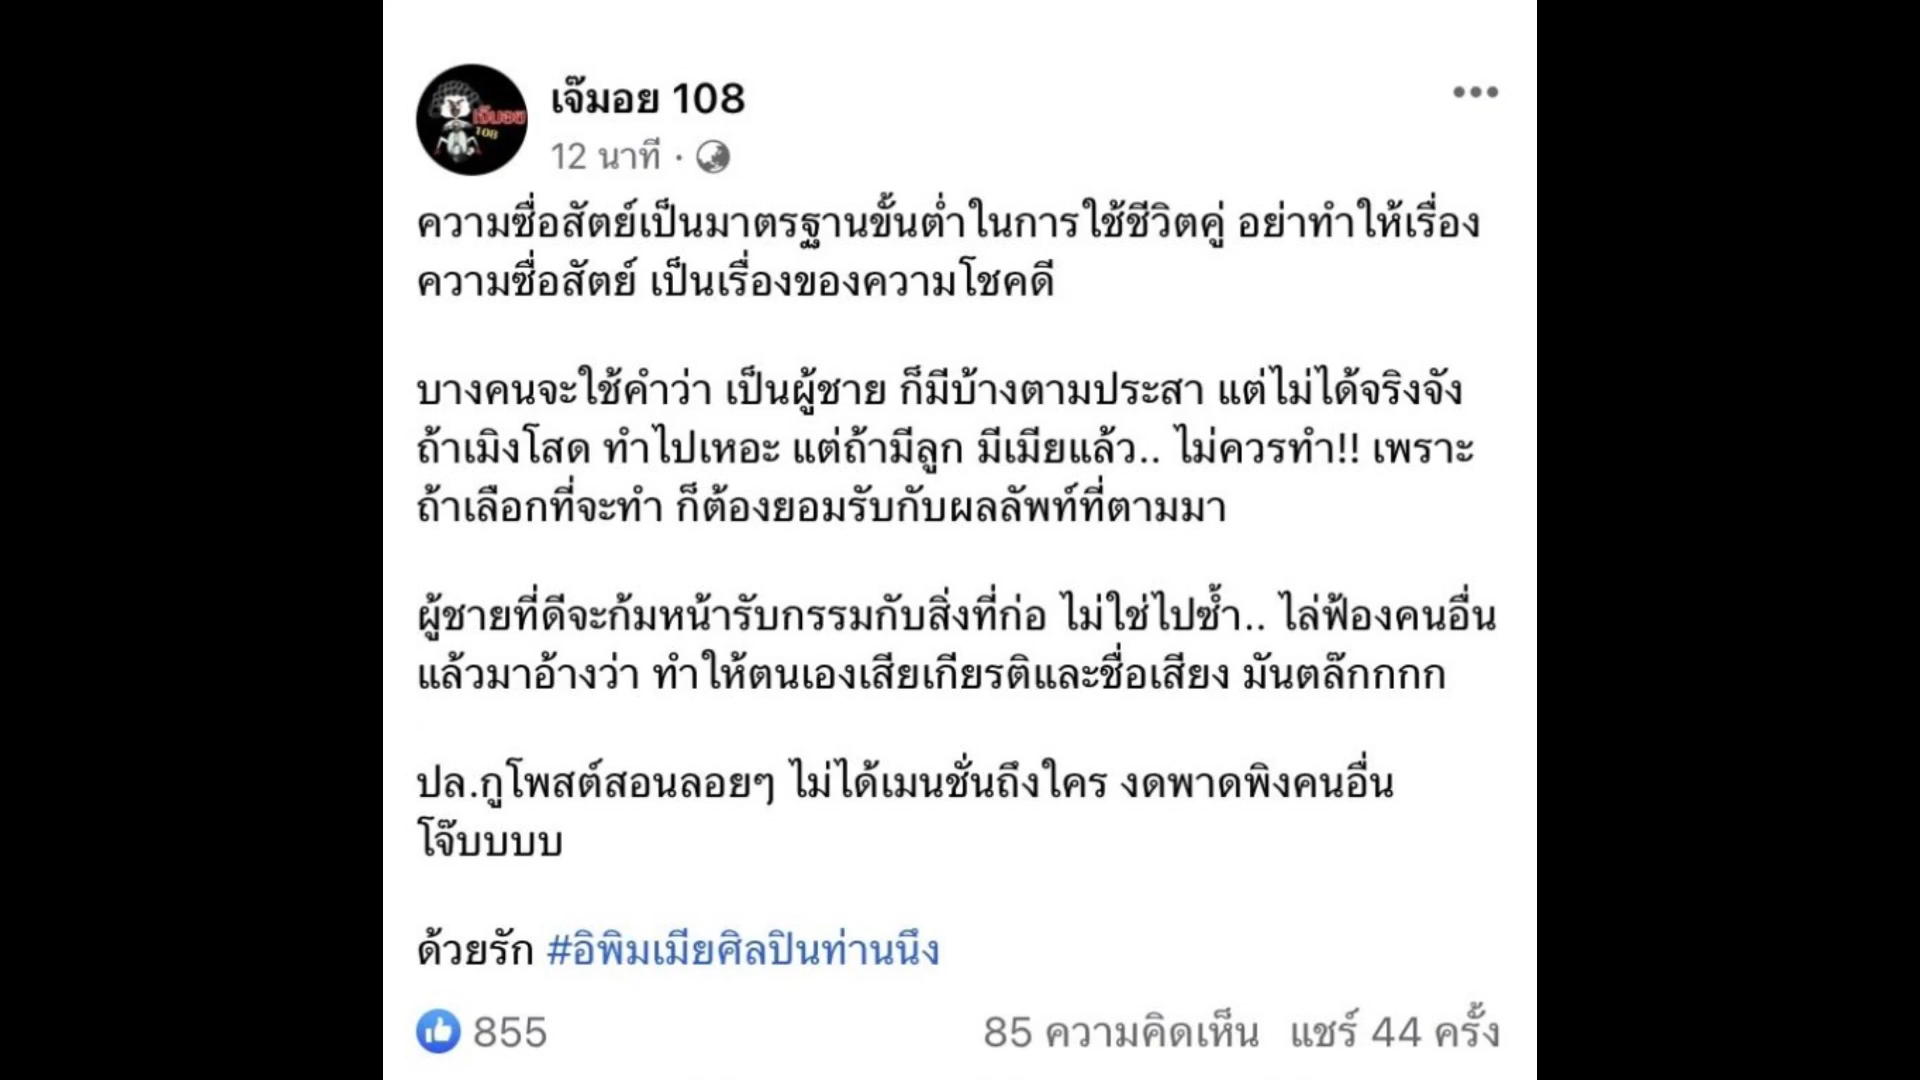 เจ๊มอย 108
เจ๊มอย
108
12 นาที ·
ความซื่อสัตย์เป็นมาตรฐานขั้นต่ำในการใช้ชีวิตคู่ อย่าทำให้เรื่อง
ความซื่อสัตย์ เป็นเรื่องของความโชคดี
บางคนจะใช้คำว่า เป็นผู้ชาย ก็มีบ้างตามประสา แต่ไม่ได้จริงจัง
ถ้าเมิงโสด ทำไปเหอะ แต่ถ้ามีลูก มีเมียแล้ว.. ไม่ควรทำ!! เพราะ
ถ้าเลือกที่จะทำ ก็ต้องยอมรับกับผลลัพท์ที่ตามมา
ผู้ชายที่ดีจะก้มหน้ารับกรรมกับสิ่งที่ก่อ ไม่ใช่ไปซ้ำ.. ไล่ฟ้องคนอื่น
แล้วมาอ้างว่า ทำให้ตนเองเสียเกียรติและชื่อเสียง มันตล๊กกกก
ปล.กูโพสต์สอนลอยๆ ไม่ได้เมนชั่นถึงใคร งดพาดพิงคนอื่น
โจ๊บบบบ
ด้วยรัก #อิพิมเมียศิลปินท่านนึง
855
85 ความคิดเห็น แชร์ 44 ครั้ง